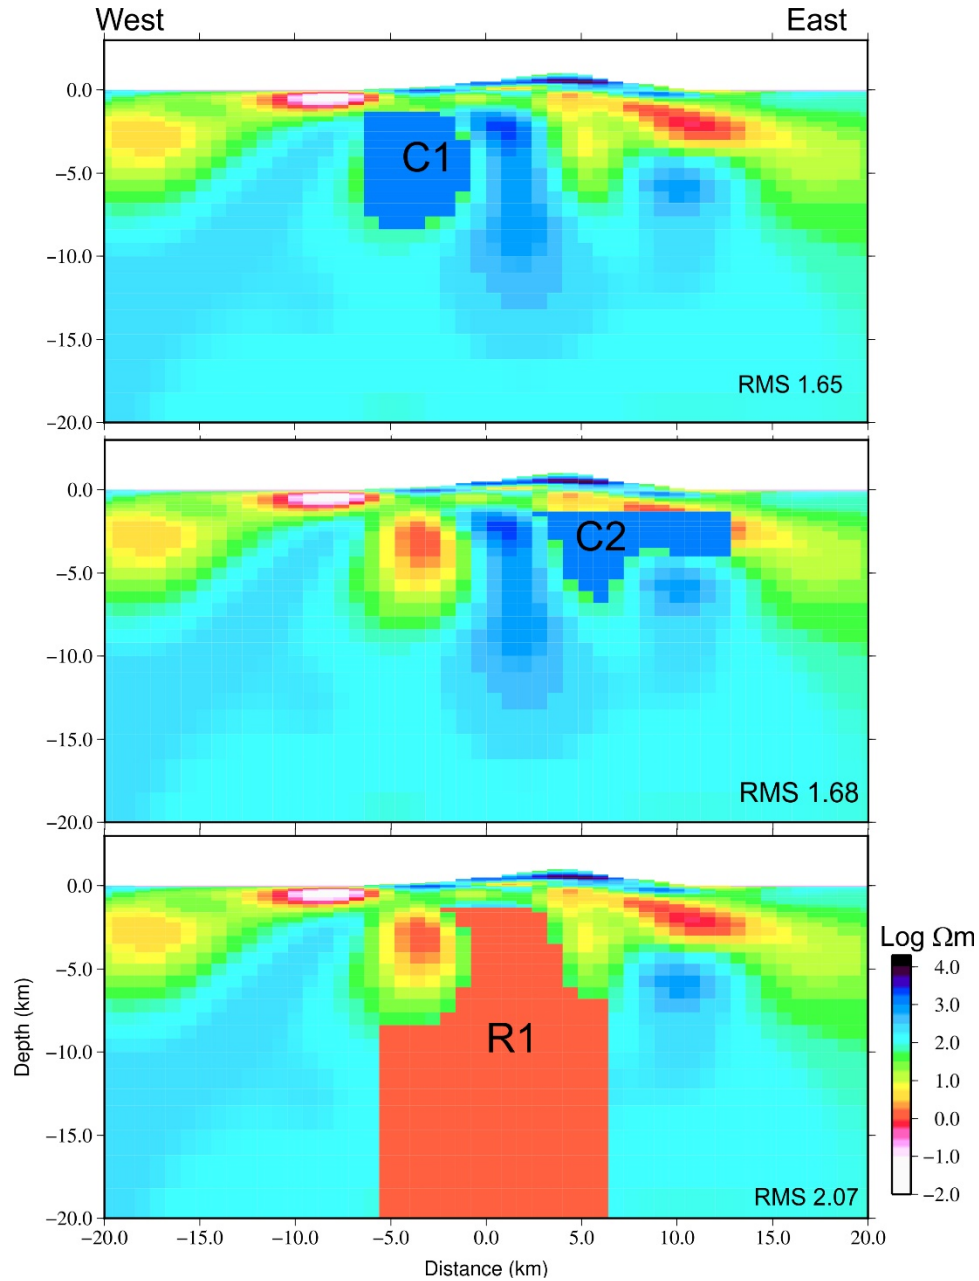 West East
0.0
C1
−5.0
−10.0
−15.0
RMS 1.65
−20.0
0.0
C2
−5.0
−10.0
−15.0
RMS 1.68
−20.0
0.0
Log Ωm
4.0
−5.0
3.0
R1
2.0
Depth (km)
−10.0
1.0
0.0
−15.0
−1.0
RMS 2.07
−2.0
−20.0
−20.0 −15.0 −10.0 −5.0 0.0 5.0 10.0 15.0 20.0
Distance (km)